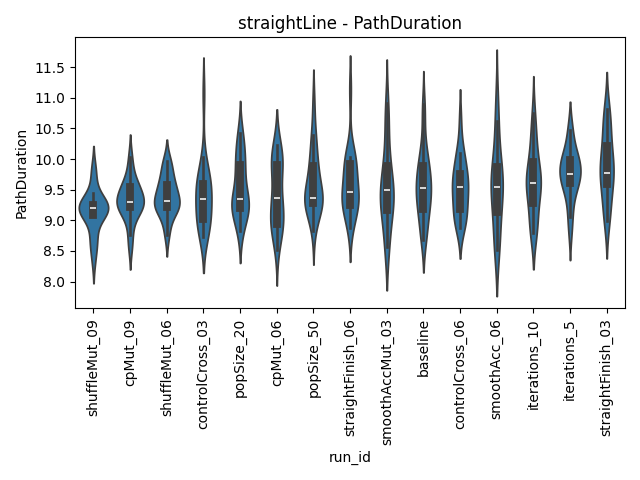 straightLine - PathDuration
PathDuration
11.5
11.0
10.5
10.0
9.5
9.0
8.5
8.0
shuffleMut_09
cpMut_09
shuffleMut_06
controlCross_03
popSize_20
cpMut_06
popSize_50
straightFinish_06
smoothAccMut_03
baseline
controlCross_06
smoothAcc_06
iterations_10
iterations_5
straightFinish_03
run_id